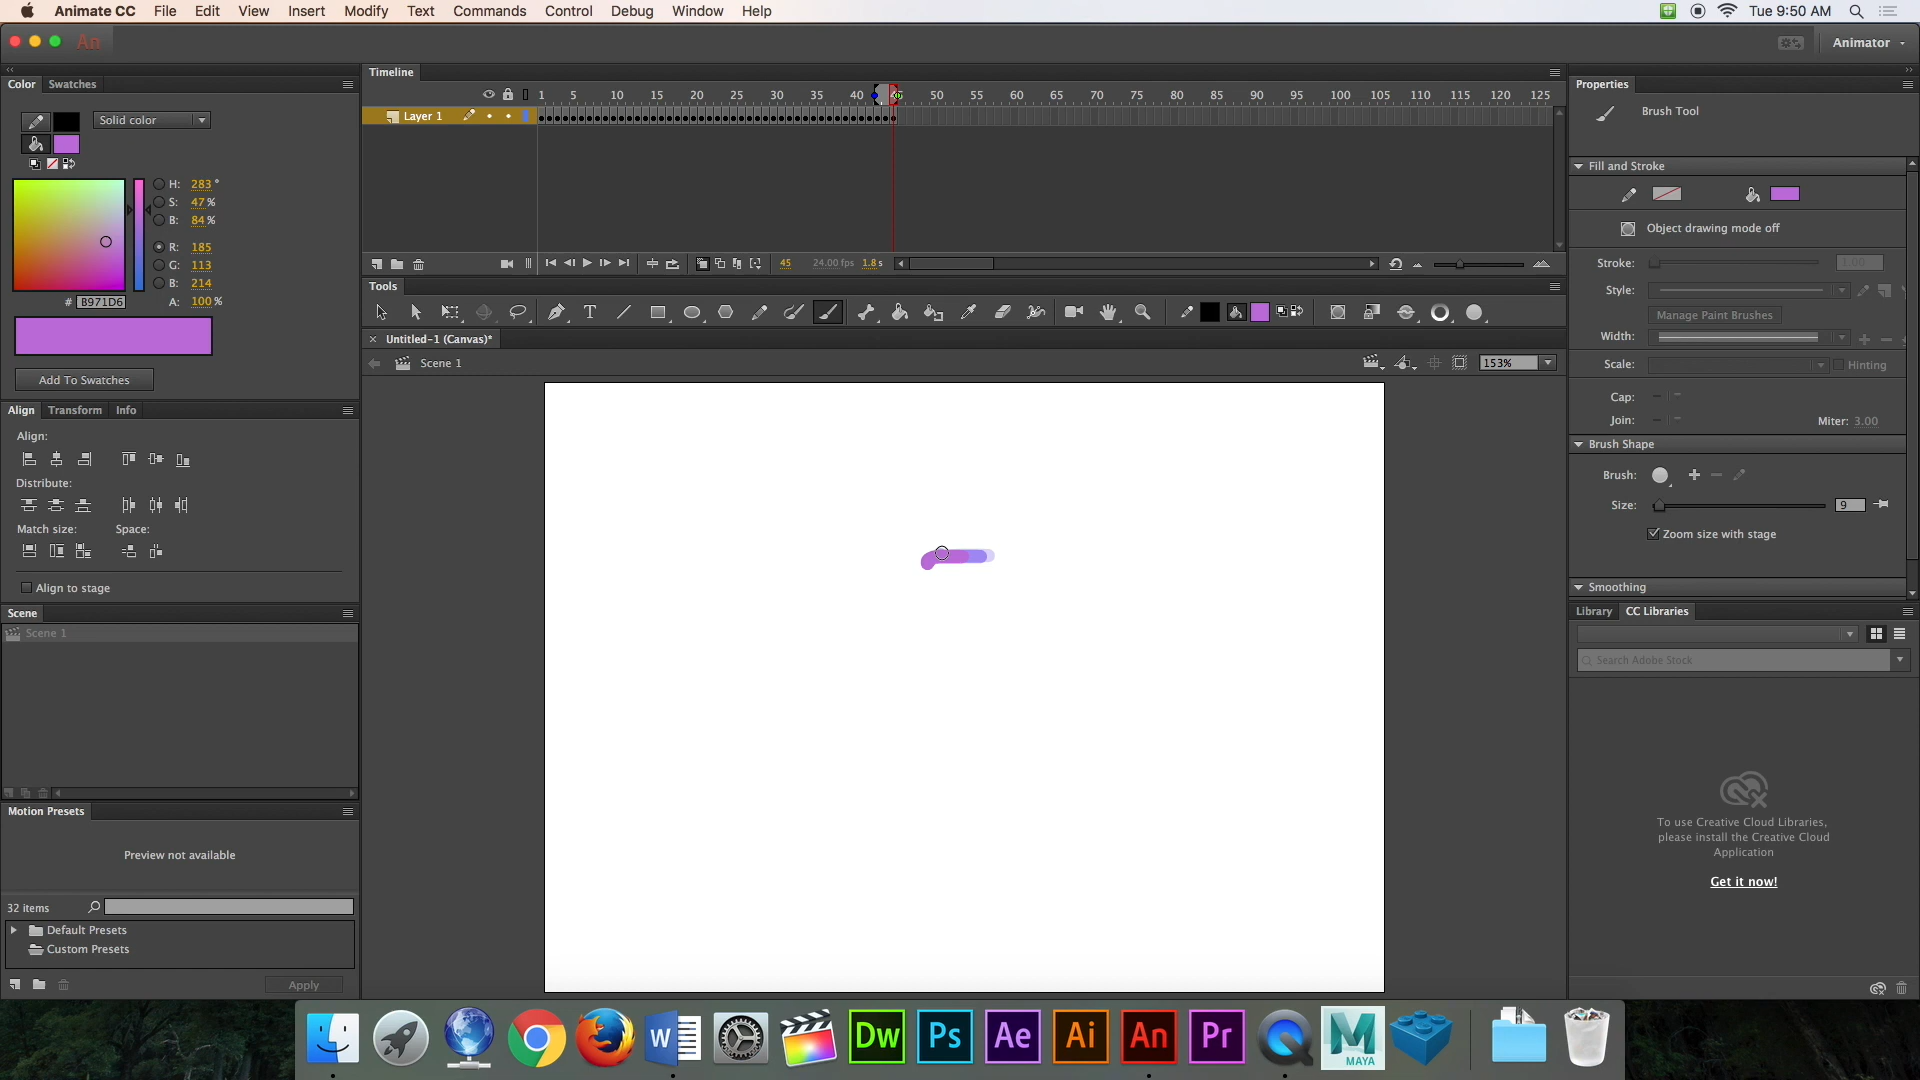 Animate CC File Edit View Insert Modify Text Commands Control Debug Window Help Tue 9:50 AM
An Animator
Color Swatches
Solid color
H: 283 °
S: 47 %
B: 84 %
R: 185
G: 113
B: 214
# B971D6 A: 100 %
Add To Swatches
Align Transform Info
Align:
Distribute:
Match size: Space:
Align to stage
Scene
Scene 1
Motion Presets
Preview not available
32 items
Default Presets
Custom Presets
Apply
Timeline
1 5 10 15 20 25 30 35 40 50 55 60 65 70 75 80 85 90 95 100 105 110 115 120 125
Layer 1
45 24.00 fps 1.8 s
Tools
Untitled-1 (Canvas)*
Scene 1 153%
Properties
Brush Tool
Fill and Stroke
Object drawing mode off
Stroke: 1.00
Style:
Manage Paint Brushes
Width:
Scale: Hinting
Cap:
Join: Miter: 3.00
Brush Shape
Brush:
Size: 9
Zoom size with stage
Smoothing
Library CC Libraries
Search Adobe Stock
To use Creative Cloud Libraries,
please install the Creative Cloud
Application
Get it now!
W Dw Ps Ae Ai An Pr M
MAYA